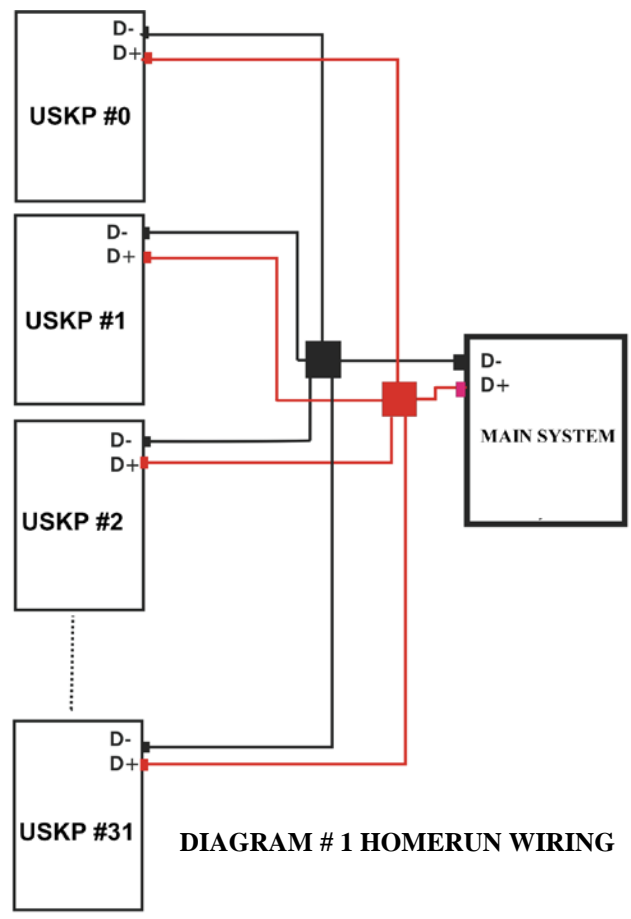 D-
D+
USKP #0
D-
D+
USKP #1
D-
D+
MAIN SYSTEM
D-
D+
USKP #2
D-
D+
USKP #31
DIAGRAM # 1 HOMERUN WIRING